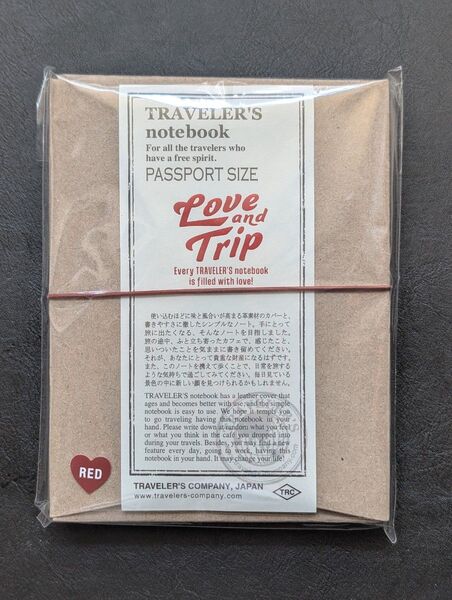 TRAVELER'S
notebook
For all the travelers who
have a free spirit.
PASSPORT SIZE
Love
and
Trip
Every TRAVELER'S notebook
is filled with love!
使い込むほどに味と風合いが高まる革素材のカバーと、
書きやすさに徹したシンプルなノート。手にとって
旅に出たくなる、そんなノートを目指しました。
旅の途中、ふと立ち寄ったカフェで、感じたこと、
思いついたことを気ままに書き留めてください。
それが、あなたにとって貴重な財産になるはずです。
また、このノートを携えて歩くことで、日常を旅する
ような気持ちで過ごしてみてください。毎日見ている
景色の中に新しい顔を見つけられるかもしれません。
TRAVELER'S notebook has a leather cover that
ages and becomes better with use, and the simple
notebook is easy to use. We hope it tempts you
to go traveling having this notebook in your
hand. Please write down at random what you feel
or what you think in the café you dropped in at
during your travels. Besides, you may find a new
feature every day, going to work, having this
notebook in your hand. It may change your life!
RED
TRAVELER'S COMPANY, JAPAN
www.travelers-company.com
TRC